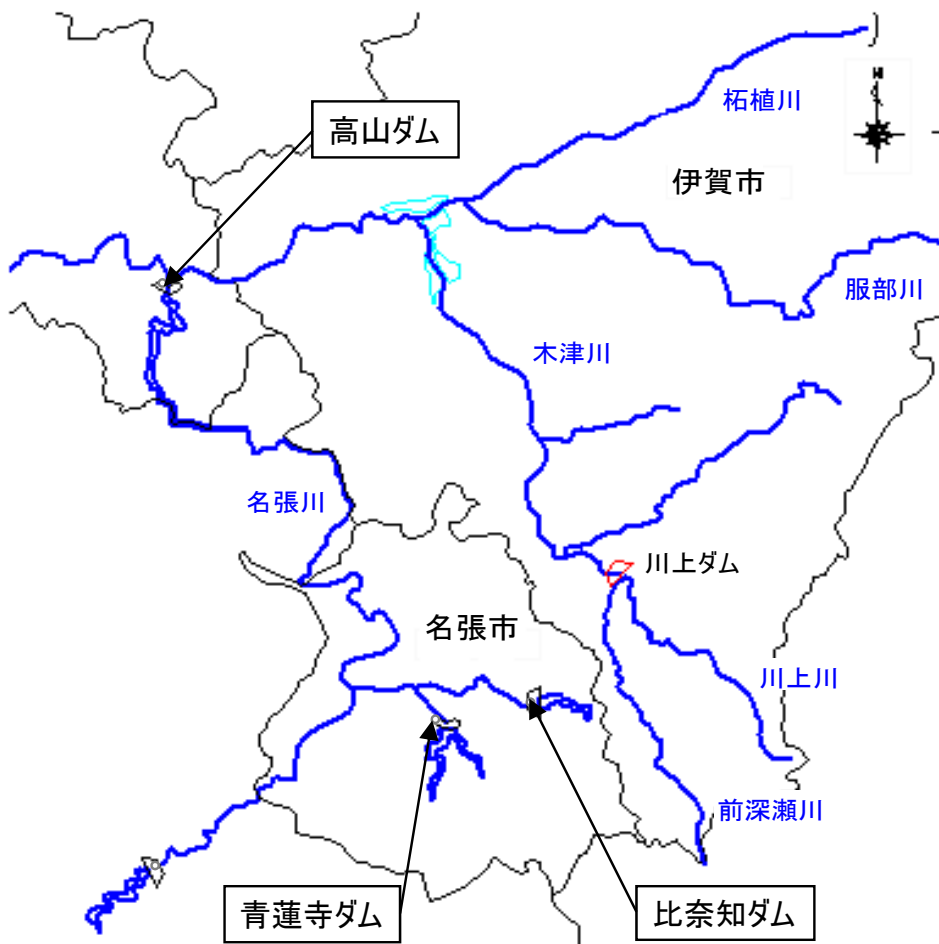 柘植川
N
高山ダム
伊賀市
服部川
木津川
名張川
川上ダム
名張市
川上川
前深瀬川
青蓮寺ダム
比奈知ダム